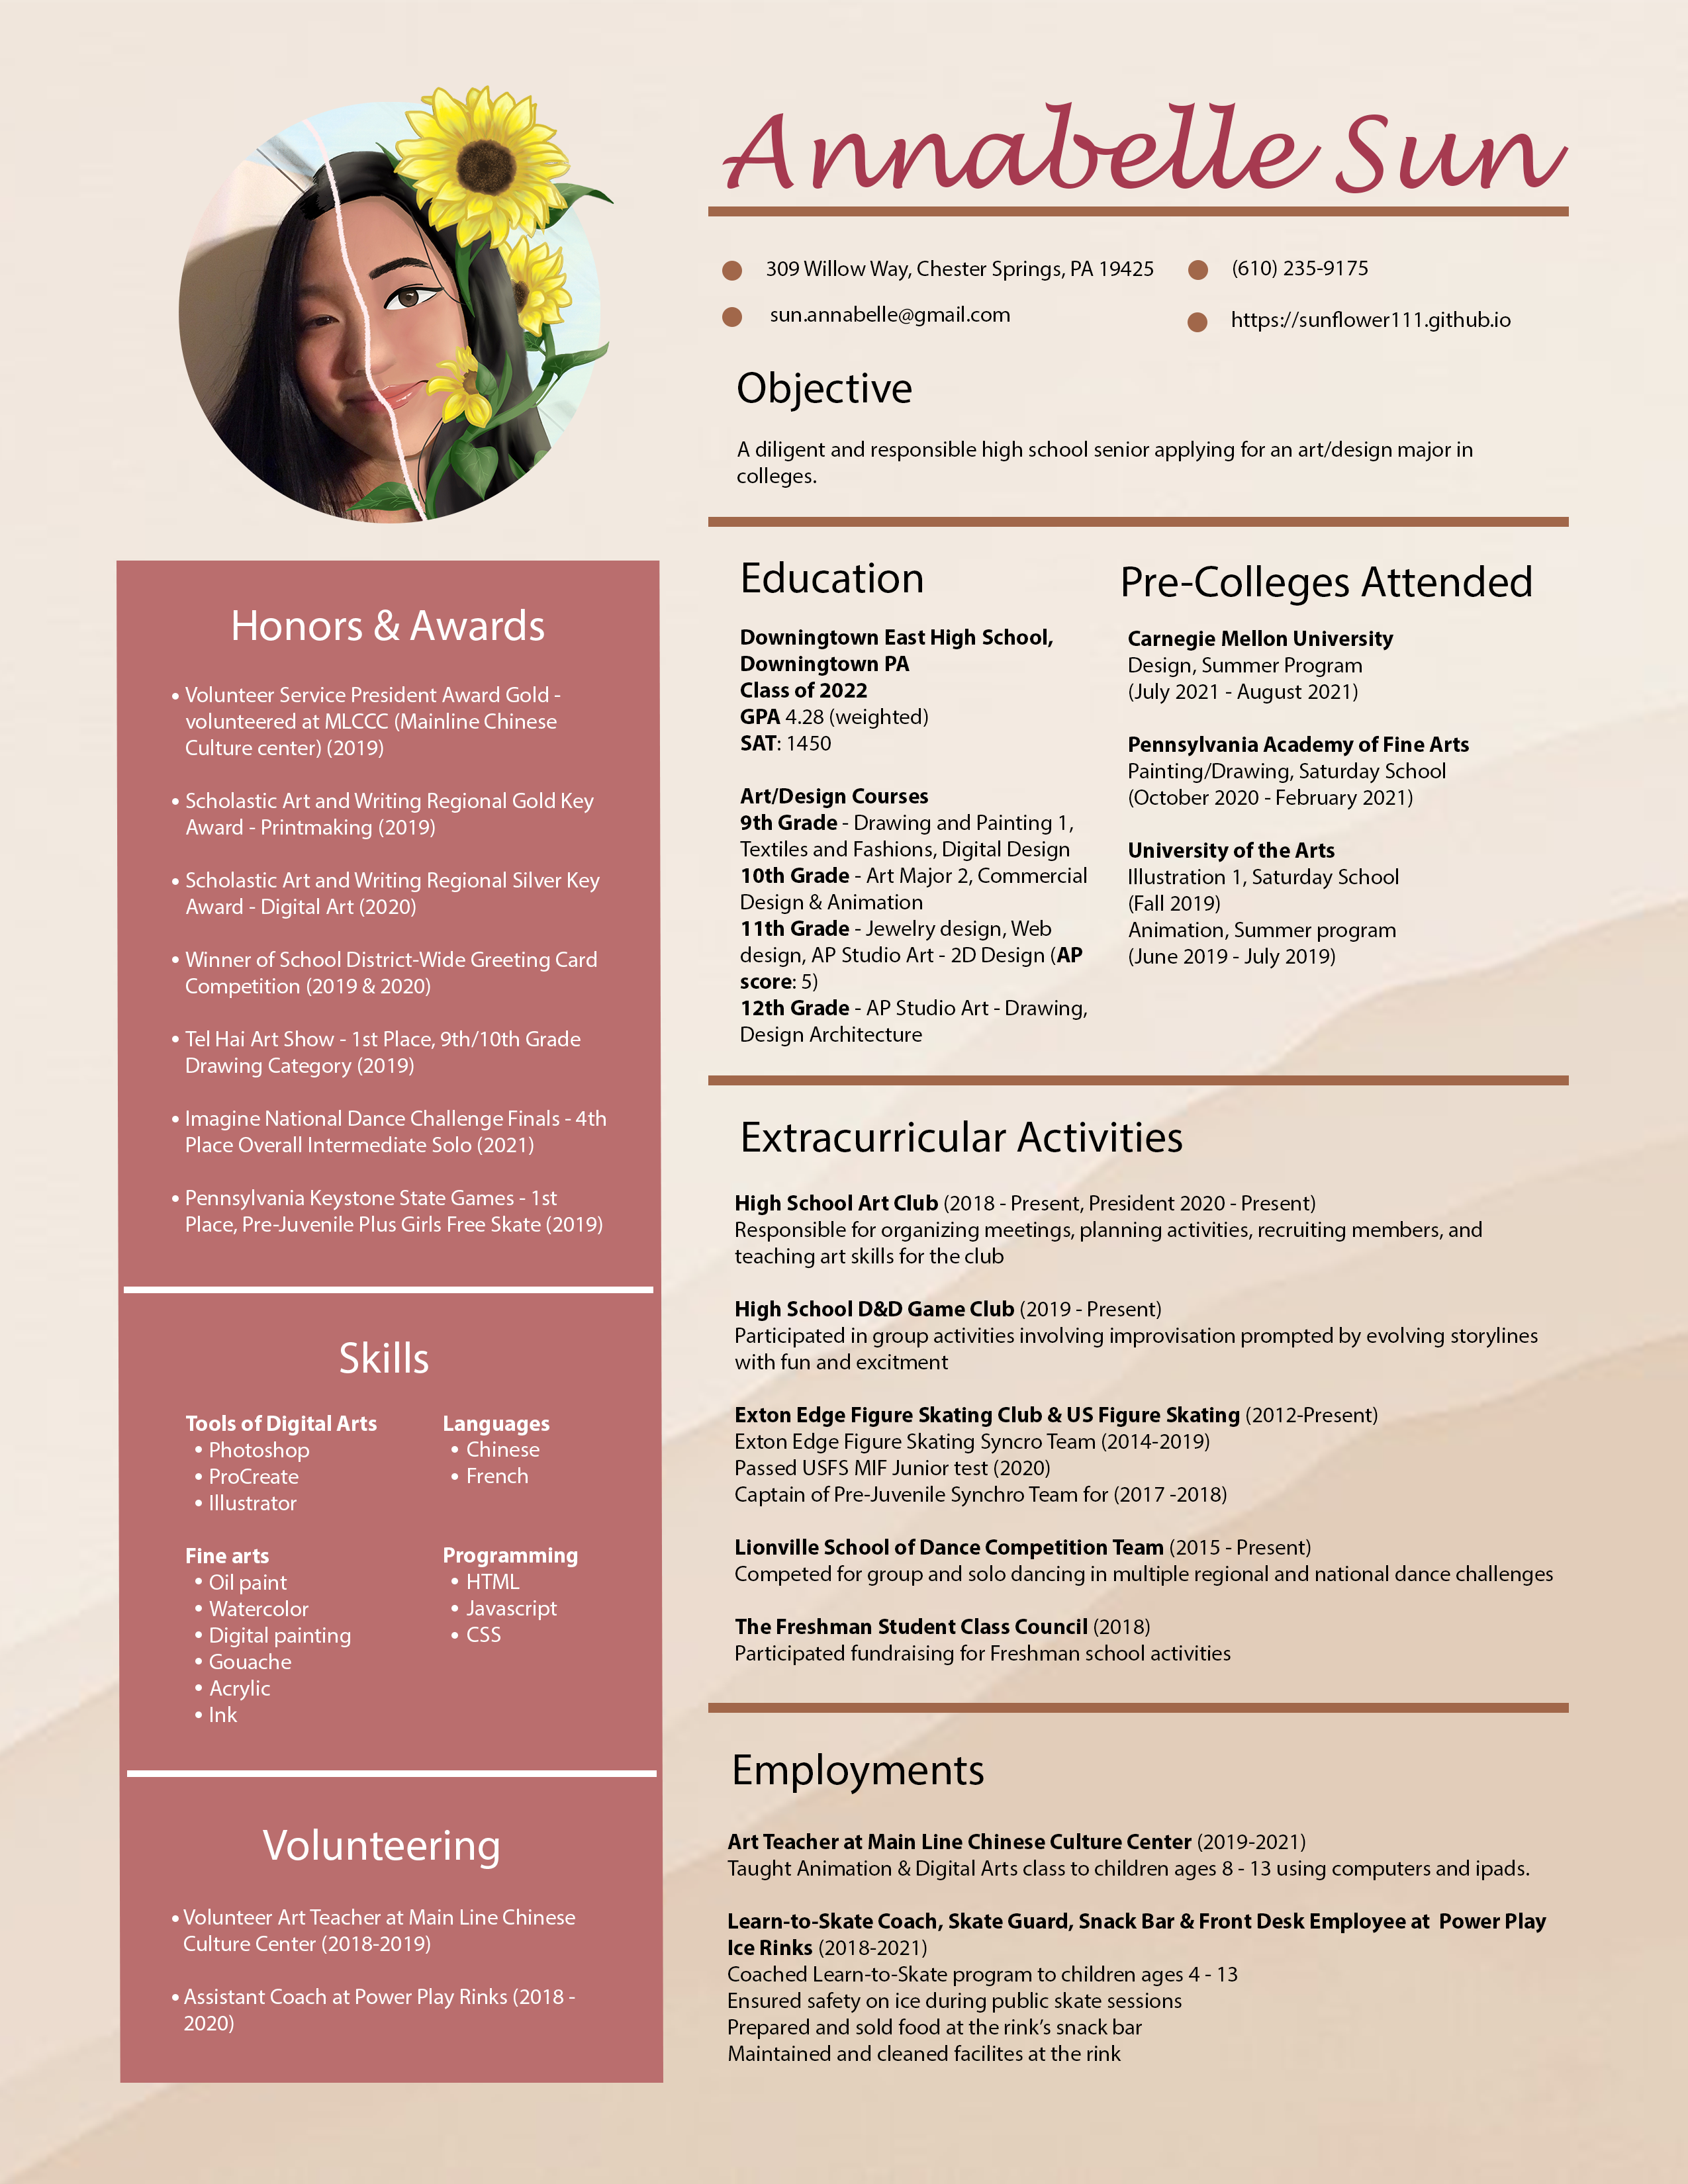 Annabelle Sun
309 Willow Way, Chester Springs, PA 19425
(610) 235-9175
sun.annabelle@gmail.com
https://sunflower111.github.io
Objective
A diligent and responsible high school senior applying for an art/design major in
colleges.
Honors & Awards
• Volunteer Service President Award Gold -
volunteered at MLCCC (Mainline Chinese
Culture center) (2019)
• Scholastic Art and Writing Regional Gold Key
Award - Printmaking (2019)
• Scholastic Art and Writing Regional Silver Key
Award - Digital Art (2020)
• Winner of School District-Wide Greeting Card
Competition (2019 & 2020)
• Tel Hai Art Show - 1st Place, 9th/10th Grade
Drawing Category (2019)
• Imagine National Dance Challenge Finals - 4th
Place Overall Intermediate Solo (2021)
• Pennsylvania Keystone State Games - 1st
Place, Pre-Juvenile Plus Girls Free Skate (2019)
Skills
Tools of Digital Arts
• Photoshop
• ProCreate
• Illustrator
Languages
• Chinese
• French
Fine arts
• Oil paint
• Watercolor
• Digital painting
• Gouache
• Acrylic
• Ink
Programming
• HTML
• Javascript
• CSS
Volunteering
• Volunteer Art Teacher at Main Line Chinese
Culture Center (2018-2019)
• Assistant Coach at Power Play Rinks (2018 -
2020)
Education
Downingtown East High School,
Downingtown PA
Class of 2022
GPA 4.28 (weighted)
SAT: 1450
Art/Design Courses
9th Grade - Drawing and Painting 1,
Textiles and Fashions, Digital Design
10th Grade - Art Major 2, Commercial
Design & Animation
11th Grade - Jewelry design, Web
design, AP Studio Art - 2D Design (AP
score: 5)
12th Grade - AP Studio Art - Drawing,
Design Architecture
Pre-Colleges Attended
Carnegie Mellon University
Design, Summer Program
(July 2021 - August 2021)
Pennsylvania Academy of Fine Arts
Painting/Drawing, Saturday School
(October 2020 - February 2021)
University of the Arts
Illustration 1, Saturday School
(Fall 2019)
Animation, Summer program
(June 2019 - July 2019)
Extracurricular Activities
High School Art Club (2018 - Present, President 2020 - Present)
Responsible for organizing meetings, planning activities, recruiting members, and
teaching art skills for the club
High School D&D Game Club (2019 - Present)
Participated in group activities involving improvisation prompted by evolving storylines
with fun and excitment
Exton Edge Figure Skating Club & US Figure Skating (2012-Present)
Exton Edge Figure Skating Syncro Team (2014-2019)
Passed USFS MIF Junior test (2020)
Captain of Pre-Juvenile Synchro Team for (2017 -2018)
Lionville School of Dance Competition Team (2015 - Present)
Competed for group and solo dancing in multiple regional and national dance challenges
The Freshman Student Class Council (2018)
Participated fundraising for Freshman school activities
Employments
Art Teacher at Main Line Chinese Culture Center (2019-2021)
Taught Animation & Digital Arts class to children ages 8 - 13 using computers and ipads.
Learn-to-Skate Coach, Skate Guard, Snack Bar & Front Desk Employee at  Power Play
Ice Rinks (2018-2021)
Coached Learn-to-Skate program to children ages 4 - 13
Ensured safety on ice during public skate sessions
Prepared and sold food at the rink’s snack bar
Maintained and cleaned facilites at the rink